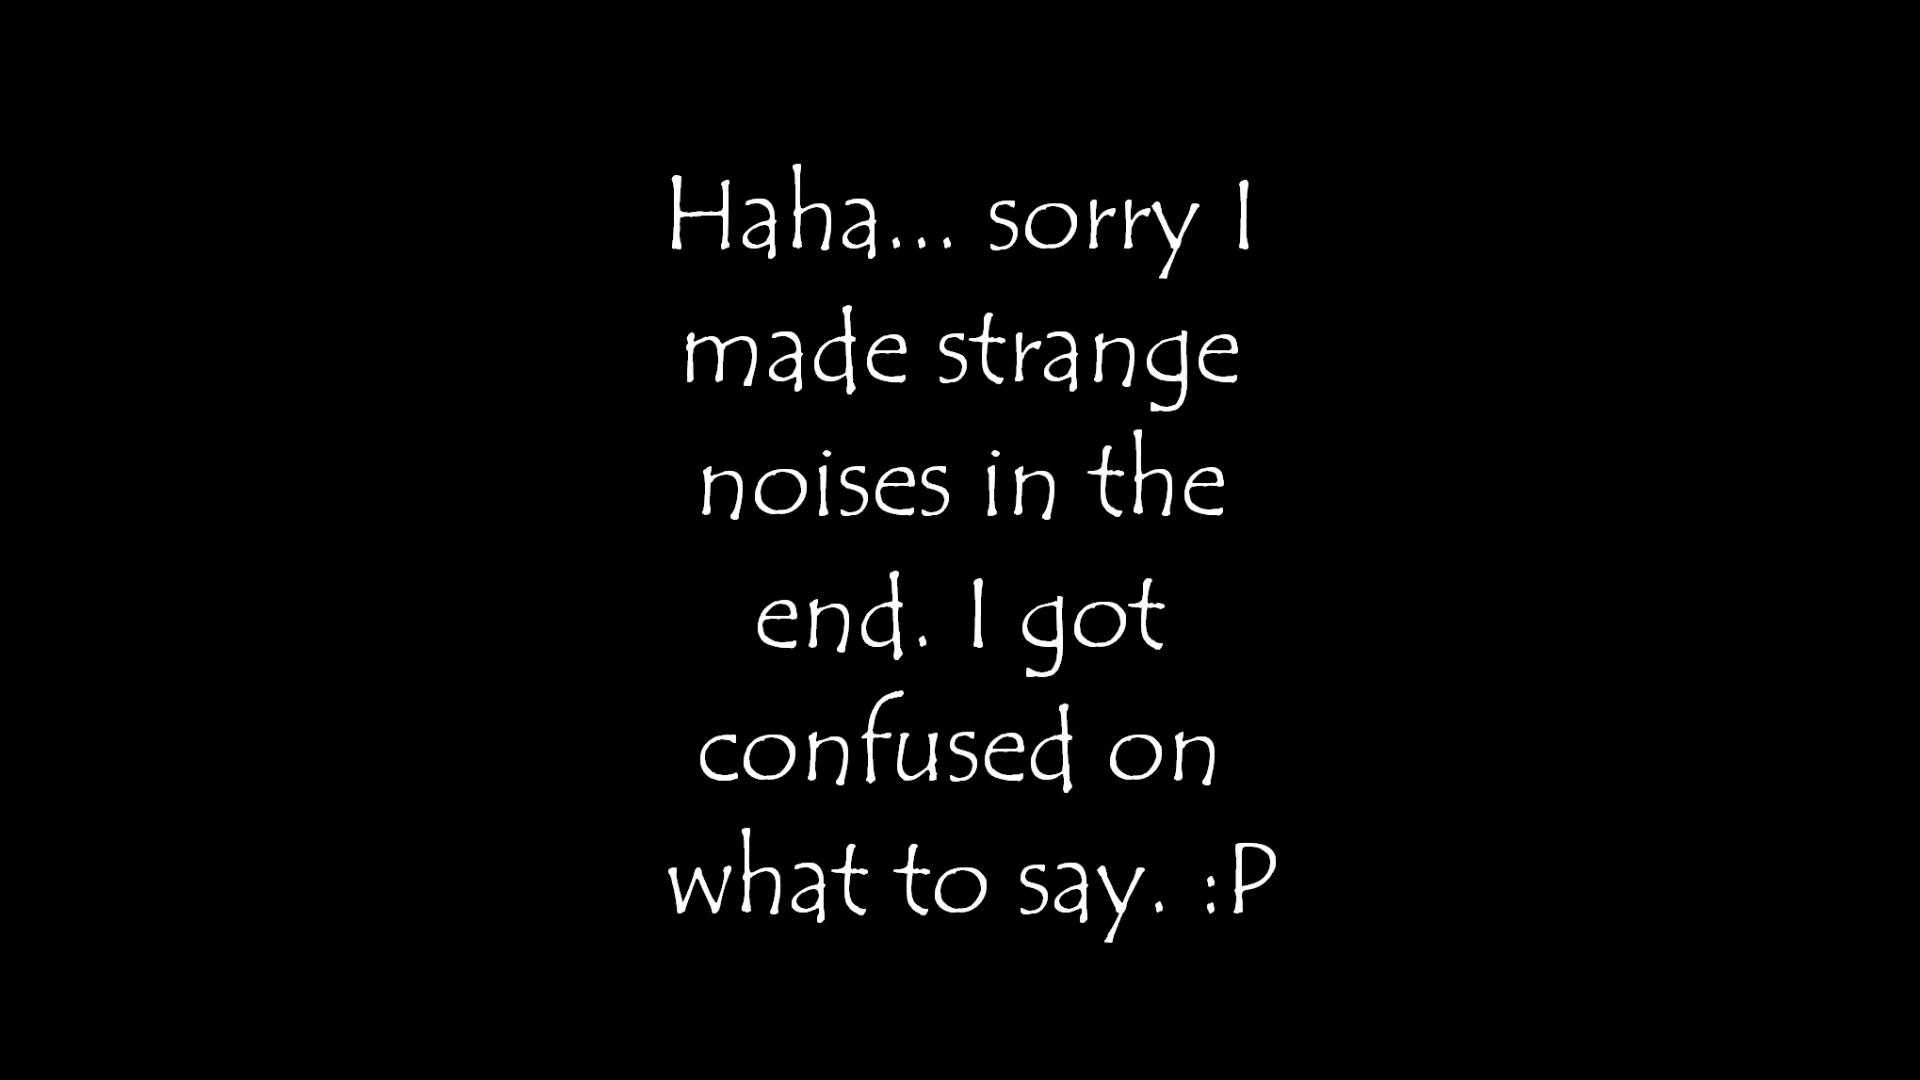 Haha... sorry I
made strange
noises in the
end. I got
confused on
what to say. :P